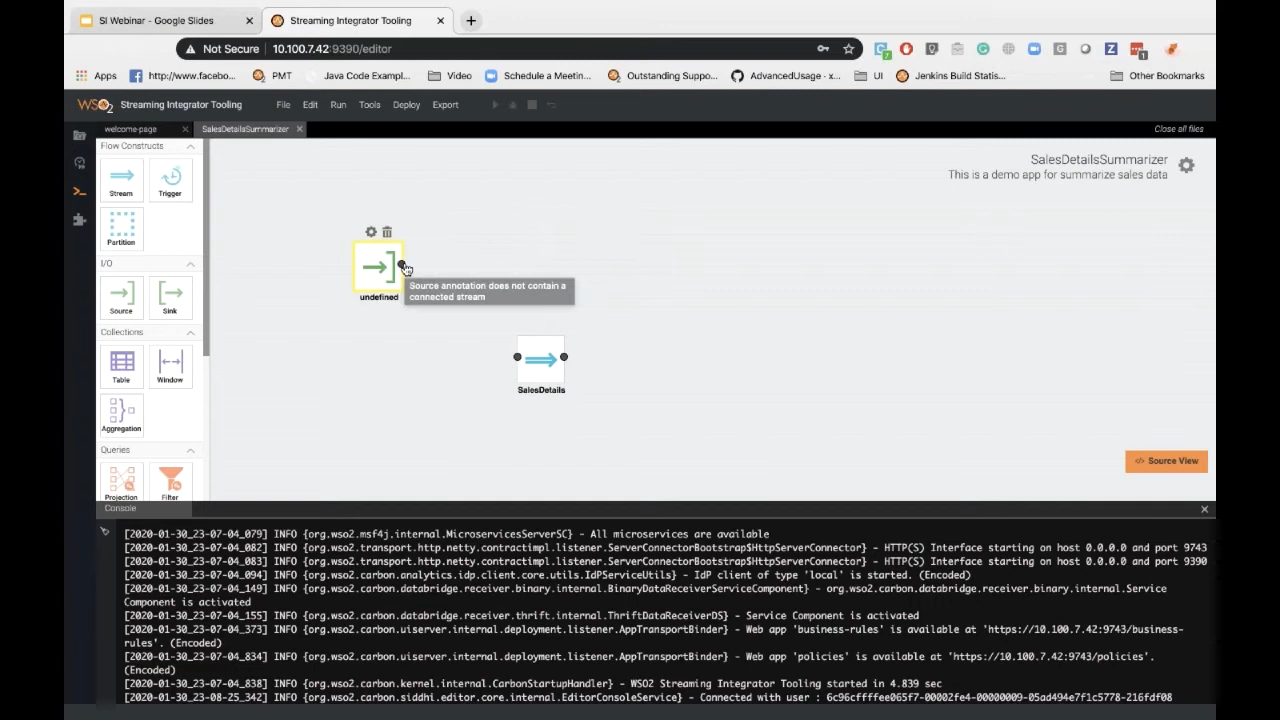 SI Webinar - Google Slides
Streaming Integrator Tooling
Not Secure
10.100.7.42:9390/editor
Apps
http://www.facebo...
PMT
Java Code Exampl...
Video
Schedule a Meetin...
Outstanding Suppo...
AdvancedUsage · x...
UI
Jenkins Build Statis...
Other Bookmarks
WSO2
Streaming Integrator Tooling
File
Edit
Run
Tools
Deploy
Export
welcome-page
SalesDetailsSummarizer
Close all files
Flow Constructs
Stream
Trigger
Partition
I/O
Source
Sink
Collections
Table
Window
Aggregation
Queries
Projection
Filter
SalesDetailsSummarizer
This is a demo app for summarize sales data
undefined
Source annotation does not contain a
connected stream
SalesDetails
</> Source View
Console
[2020-01-30_23-07-04_079] INFO {org.wso2.msf4j.internal.MicroservicesServerSC} - All microservices are available
[2020-01-30_23-07-04_082] INFO {org.wso2.transport.http.netty.contractimpl.listener.ServerConnectorBootstrap$HttpServerConnector} - HTTP(S) Interface starting on host 0.0.0.0 and port 9743
[2020-01-30_23-07-04_083] INFO {org.wso2.transport.http.netty.contractimpl.listener.ServerConnectorBootstrap$HttpServerConnector} - HTTP(S) Interface starting on host 0.0.0.0 and port 9390
[2020-01-30_23-07-04_094] INFO {org.wso2.carbon.analytics.idp.client.core.utils.IdPServiceUtils} - IdP client of type 'local' is started. (Encoded)
[2020-01-30_23-07-04_149] INFO {org.wso2.carbon.databridge.receiver.binary.internal.BinaryDataReceiverServiceComponent} - org.wso2.carbon.databridge.receiver.binary.internal.Service
Component is activated
[2020-01-30_23-07-04_155] INFO {org.wso2.carbon.databridge.receiver.thrift.internal.ThriftDataReceiverDS} - Service Component is activated
[2020-01-30_23-07-04_373] INFO {org.wso2.carbon.uiserver.internal.deployment.listener.AppTransportBinder} - Web app 'business-rules' is available at 'https://10.100.7.42:9743/business-
rules'. (Encoded)
[2020-01-30_23-07-04_834] INFO {org.wso2.carbon.uiserver.internal.deployment.listener.AppTransportBinder} - Web app 'policies' is available at 'https://10.100.7.42:9743/policies'.
(Encoded)
[2020-01-30_23-07-04_838] INFO {org.wso2.carbon.kernel.internal.CarbonStartupHandler} - WSO2 Streaming Integrator Tooling started in 4.839 sec
[2020-01-30_23-08-25_342] INFO {org.wso2.carbon.siddhi.editor.core.internal.EditorConsoleService} - Connected with user : 6c96cffffee065f7-00002fe4-00000009-05ad494e7f1c5778-216fdf08